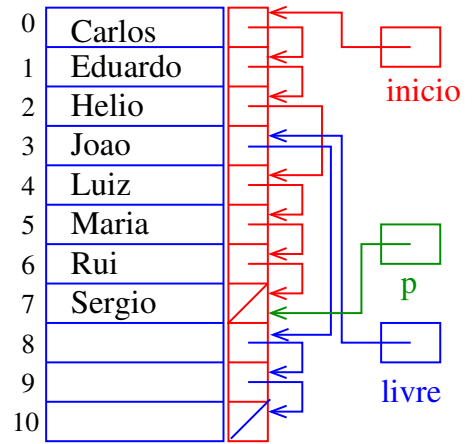 0 Carlos
1 Eduardo
inicio
2 Helio
3 Joao
4 Luiz
5 Maria
6 Rui
p
7 Sergio
8
9
livre
10